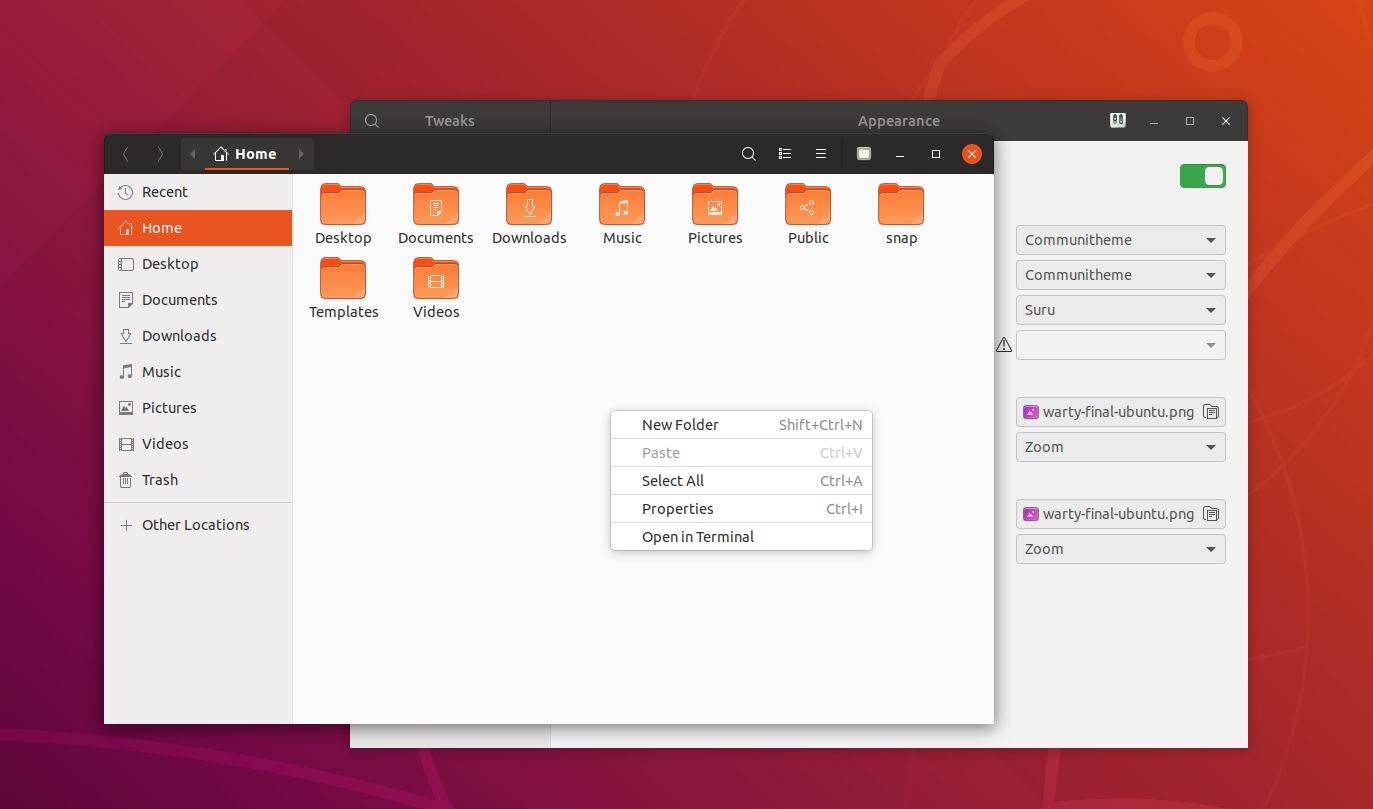 Tweaks
Appearance
Home
Recent
Home
Desktop
Documents
Downloads
Music
Pictures
Videos
Trash
Other Locations
Desktop Documents Downloads Music Pictures Public snap
Templates Videos
New Folder Shift+Ctrl+N
Paste Ctrl+V
Select All Ctrl+A
Properties Ctrl+I
Open in Terminal
Communitheme
Communitheme
Suru
warty-final-ubuntu.png
Zoom
warty-final-ubuntu.png
Zoom